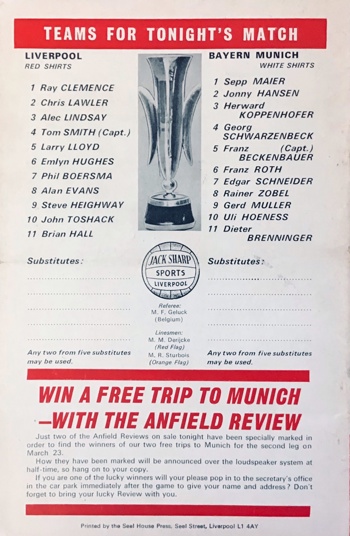 TEAMS FOR TONIGHT'S MATCH
LIVERPOOL
RED SHIRTS
1 Ray CLEMENCE
2 Chris LAWLER
3 Alec LINDSAY
4 Tom SMITH (Capt.)
5 Larry LLOYD
6 Emlyn HUGHES
7 Phil BOERSMA
8 Alan EVANS
9 Steve HEIGHWAY
10 John TOSHACK
11 Brian HALL
Substitutes:
Any two from five substitutes
may be used.
BAYERN MUNICH
WHITE SHIRTS
1 Sepp MAIER
2 Jonny HANSEN
3 Herward
KOPPENHOFER
4 Georg
SCHWARZENBECK
5 Franz (Capt.)
BECKENBAUER
6 Franz ROTH
7 Edgar SCHNEIDER
8 Rainer ZOBEL
9 Gerd MULLER
10 Uli HOENESS
11 Dieter
BRENNINGER
Substitutes:
Any two from five substitutes
may be used.
JACK SHARP
SPORTS
LIVERPOOL
Referee:
M. F. Geluck
(Belgium)
Linesmen:
M. M. Derijcke
(Red Flag)
M. R. Sturbois
(Orange Flag)
WIN A FREE TRIP TO MUNICH
—WITH THE ANFIELD REVIEW
Just two of the Anfield Reviews on sale tonight have been specially marked in
order to find the winners of our two free trips to Munich for the second leg on
March 23.
How they have been marked will be announced over the loudspeaker system at
half-time, so hang on to your copy.
If you are one of the lucky winners will your please pop in to the secretary's office
in the car park immediately after the game to give your name and address? Don't
forget to bring your lucky Review with you.
Printed by the Seel House Press, Seel Street, Liverpool L1 4AY